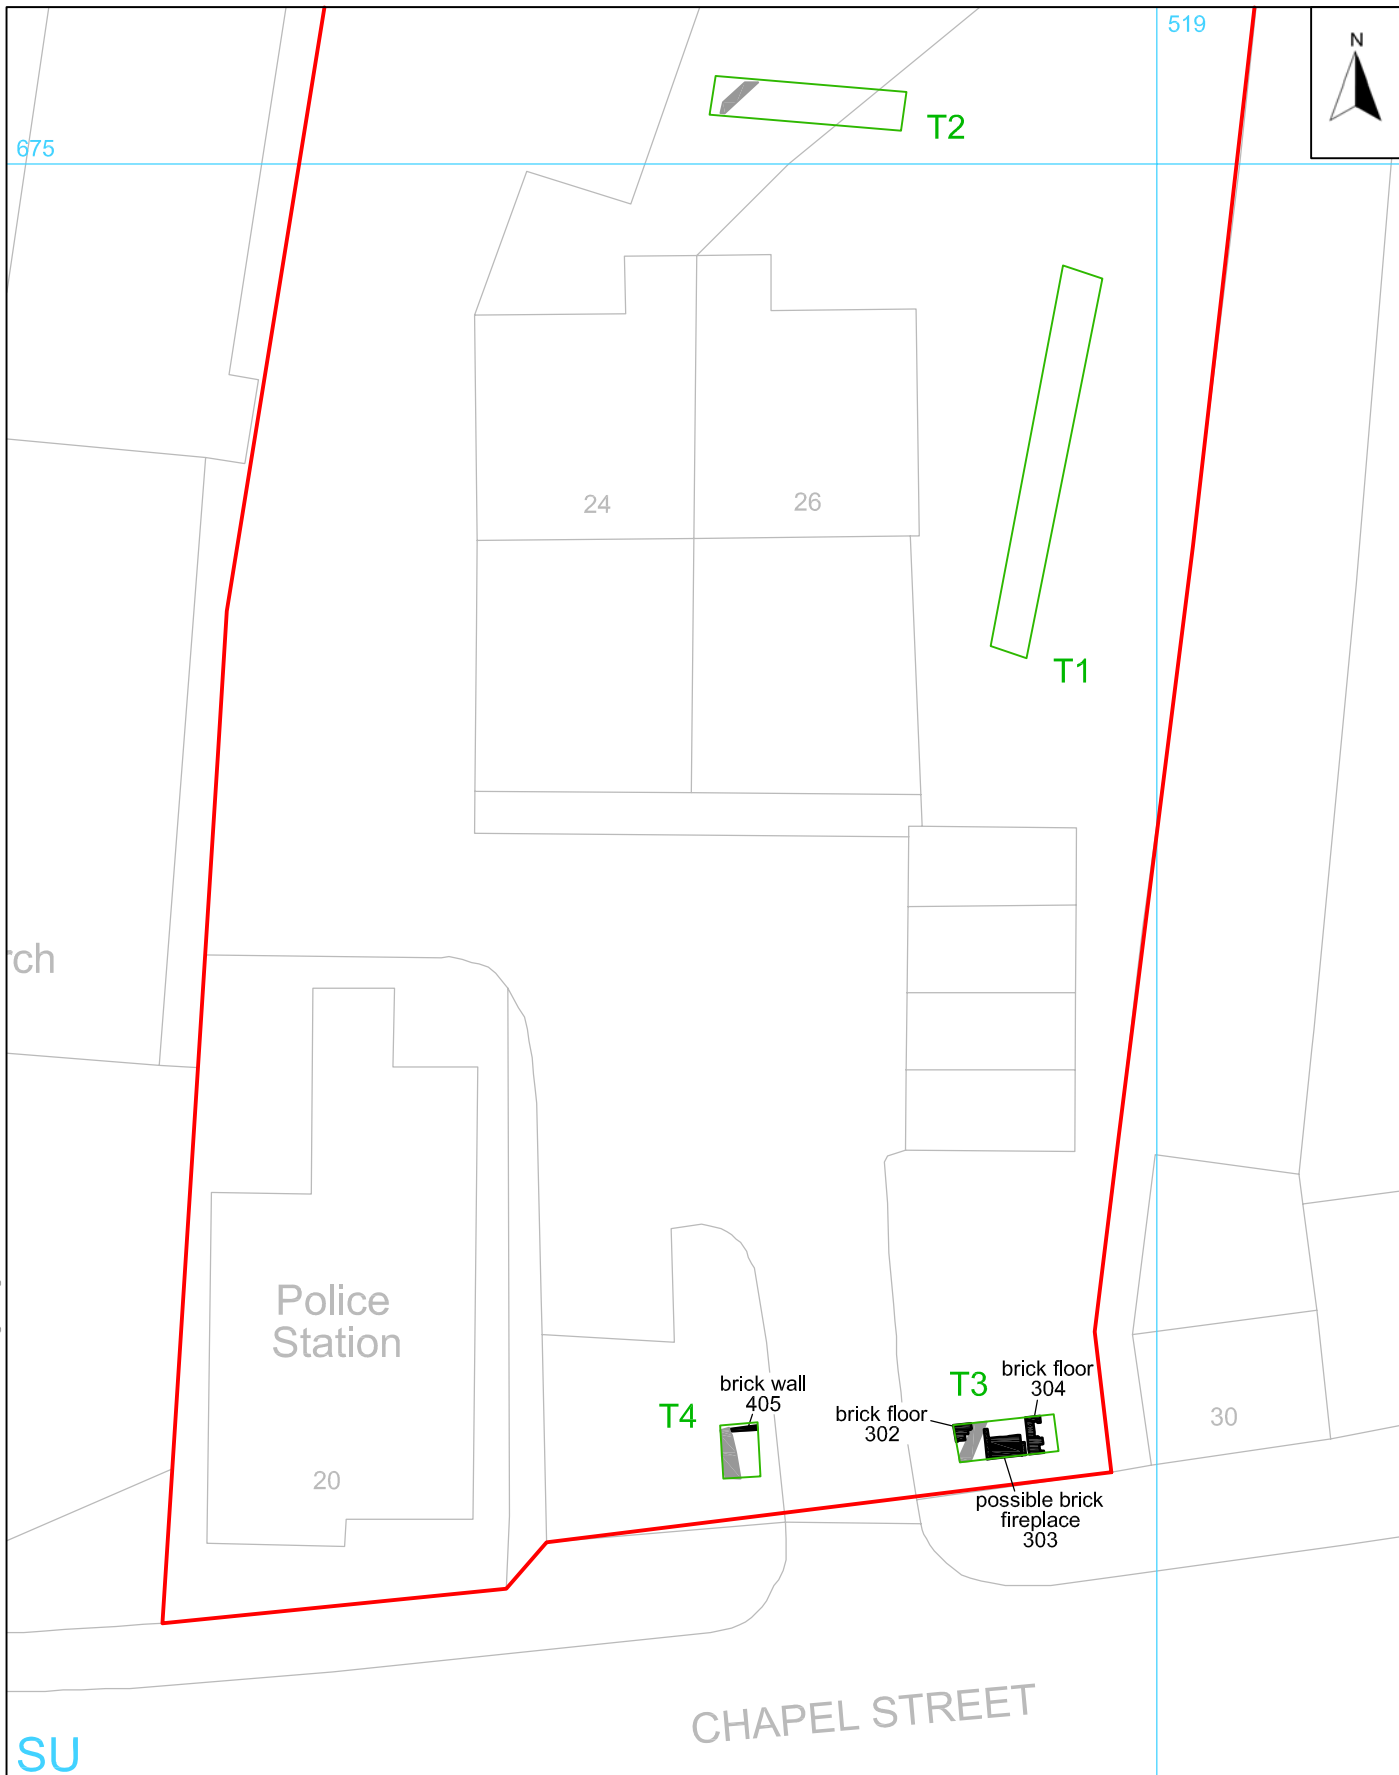 519
N
T2
675
24
26
T1
rch
Police
Station
brick floor
304
T3
brick wall
405
T4
brick floor
302
30
20
possible brick
fireplace
303
CHAPEL STREET
SU